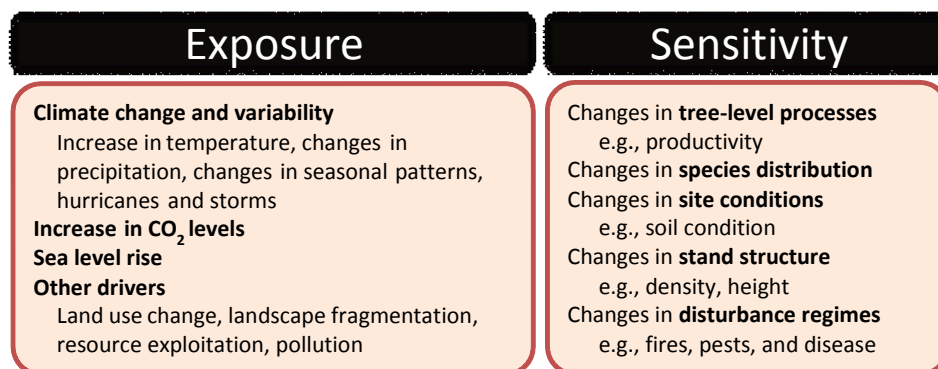 Exposure
Climate change and variability
Increase in temperature, changes in
precipitation, changes in seasonal patterns,
hurricanes and storms
Increase in CO2 levels
Sea level rise
Other drivers
Land use change, landscape fragmentation,
resource exploitation, pollution
Sensitivity
Changes in tree-level processes
e.g., productivity
Changes in species distribution
Changes in site conditions
e.g., soil condition
Changes in stand structure
e.g., density, height
Changes in disturbance regimes
e.g., fires, pests, and disease